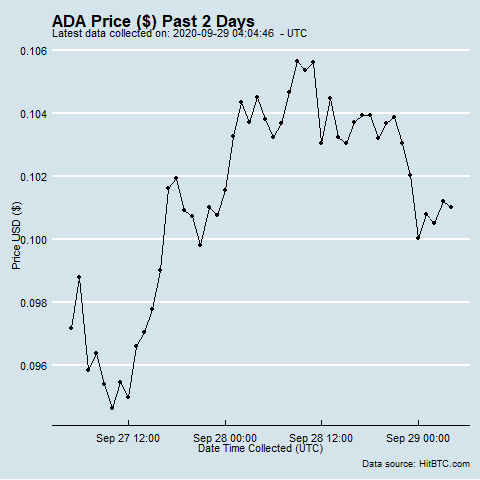 ADA Price ($) Past 2 Days
Latest data collected on: 2020-09-29 04:04:46 - UTC
0.106
0.104
0.102
0.100
0.098
0.096
Price USD ($)
Sep 27 12:00 Sep 28 00:00 Sep 28 12:00 Sep 29 00:00
Date Time Collected (UTC)
Data source: HitBTC.com